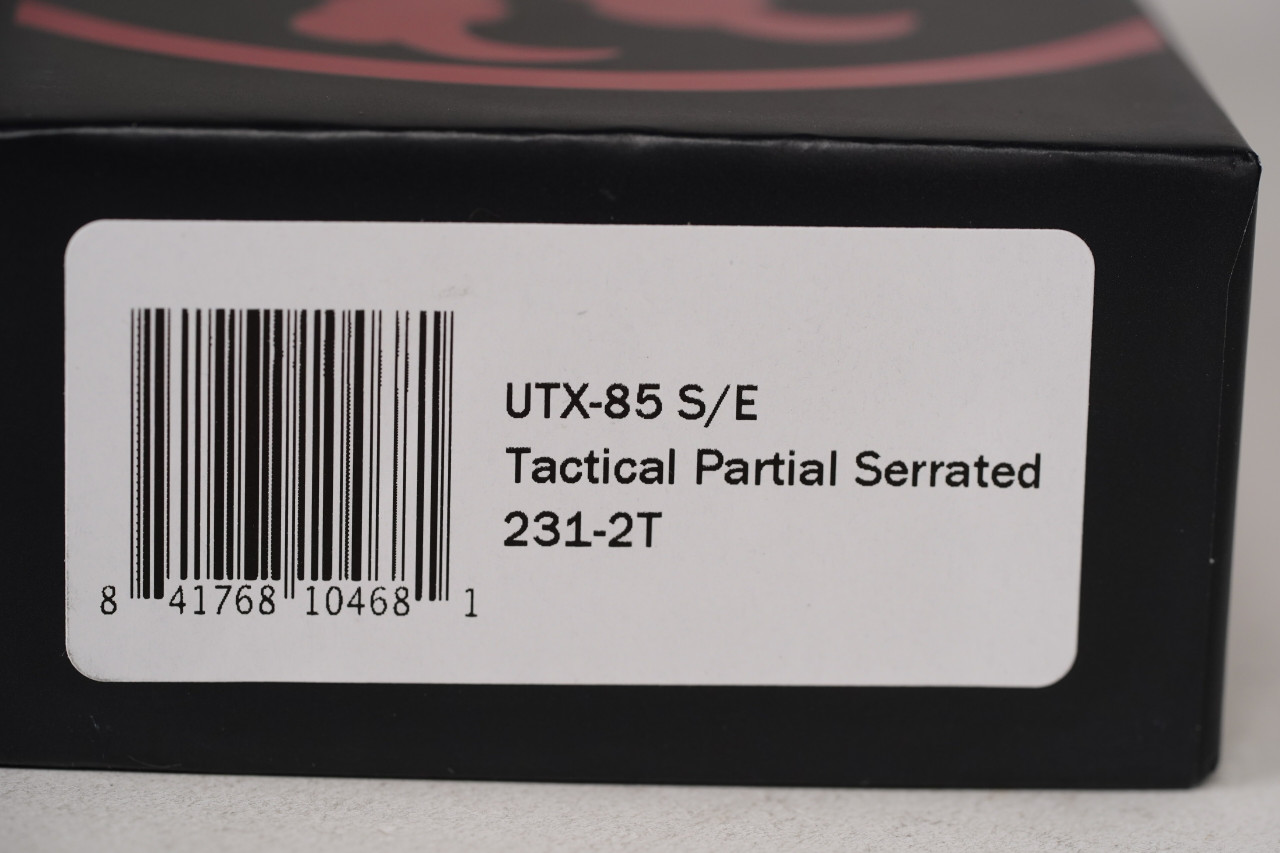 UTX-85 S/E
Tactical Partial Serrated
231-2T
8 41768 10468 1